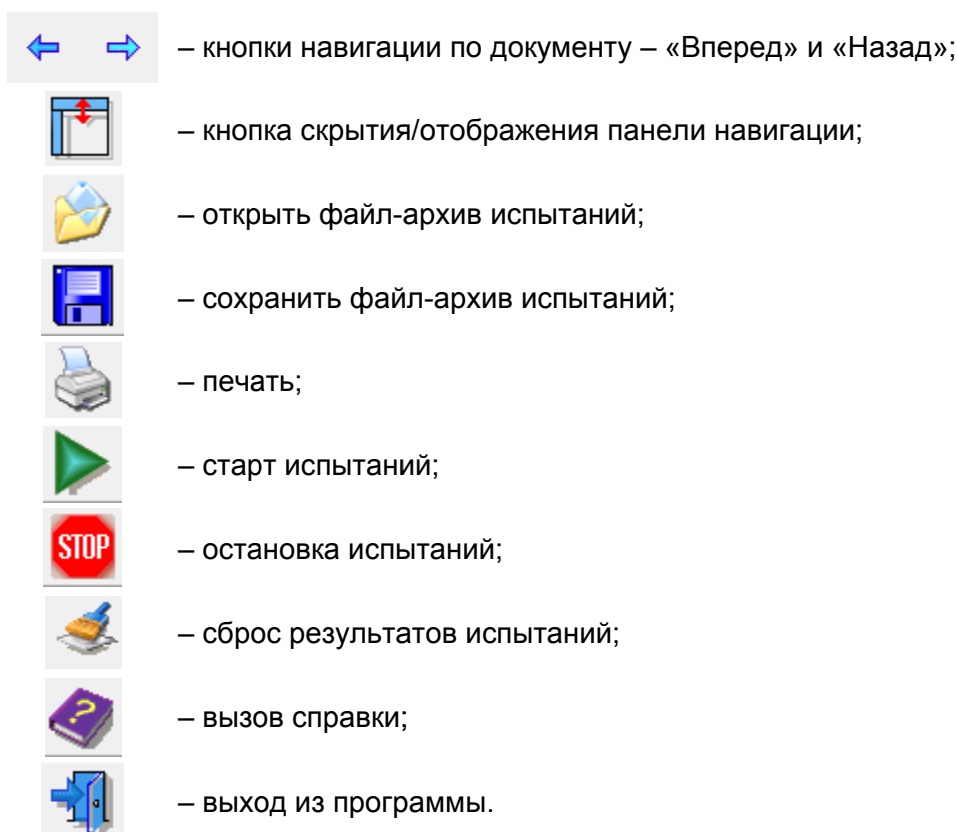 – кнопки навигации по документу – «Вперед» и «Назад»;
– кнопка скрытия/отображения панели навигации;
– открыть файл-архив испытаний;
– сохранить файл-архив испытаний;
– печать;
– старт испытаний;
STOP – остановка испытаний;
– сброс результатов испытаний;
? – вызов справки;
– выход из программы.